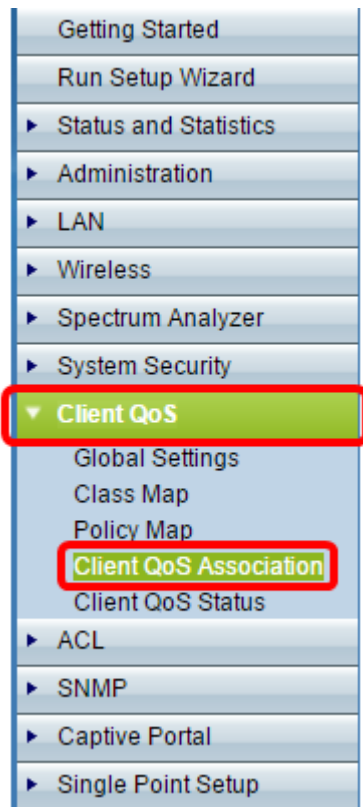 Getting Started
Run Setup Wizard
Status and Statistics
Administration
LAN
Wireless
Spectrum Analyzer
System Security
Client QoS
Global Settings
Class Map
Policy Map
Client QoS Association
Client QoS Status
ACL
SNMP
Captive Portal
Single Point Setup